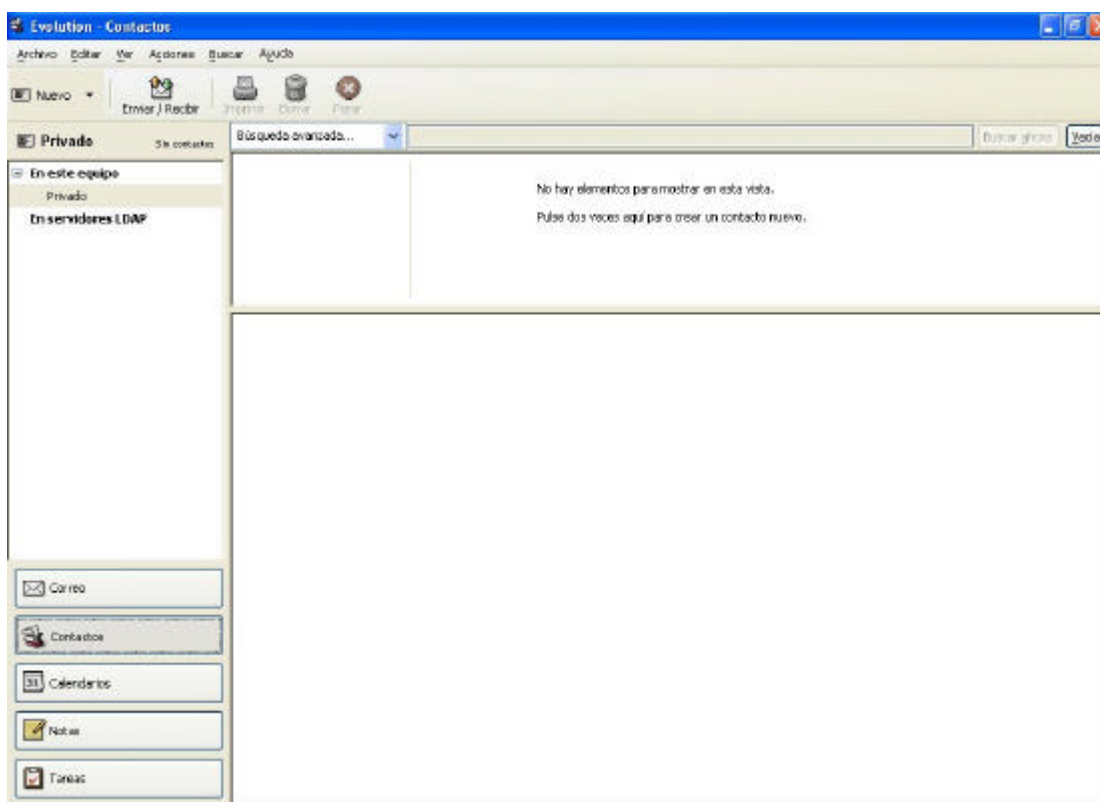 Evolution - Contactos
Archivo Editar Ver Acciones Buscar Ayuda
Nuevo
Enviar / Recibir
Imprimir Borrar Parar
Privado Sin contactos
Búsqueda avanzada... Buscar ahora
En este equipo
Privado
En servidores LDAP
No hay elementos para mostrar en esta vista.
Pulse dos veces aquí para crear un contacto nuevo.
Correo
Contactos
31 Calendarios
Notas
Tareas